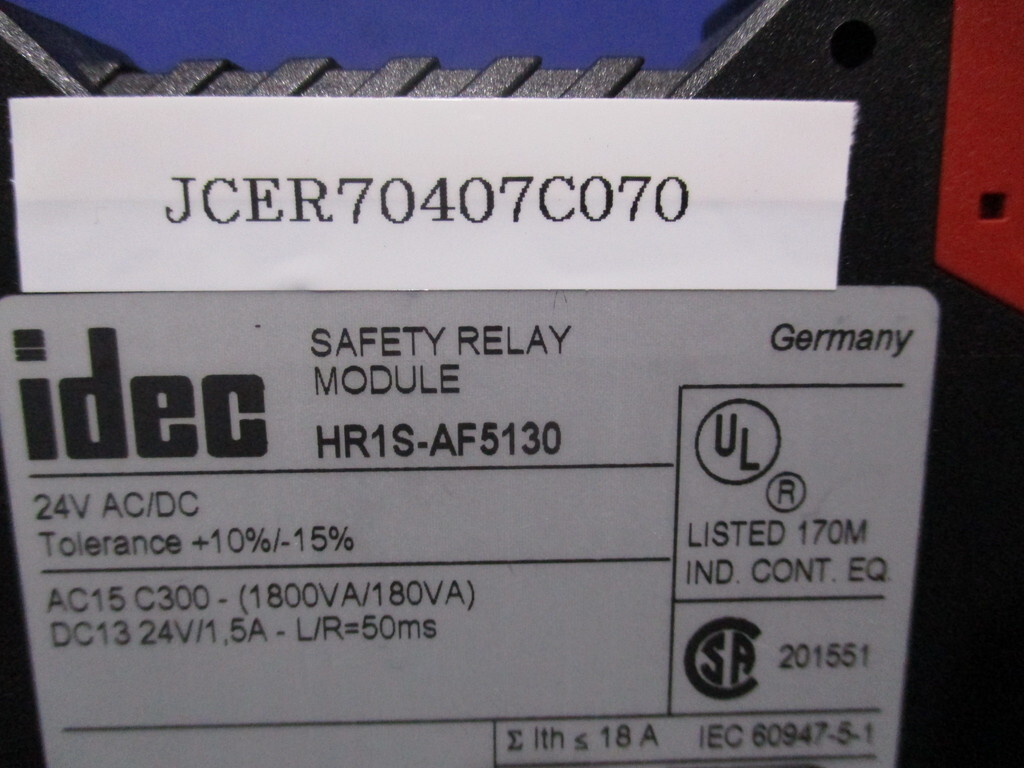 JCER70407C070
idec
SAFETY RELAY
MODULE
HR1S-AF5130
Germany
24V AC/DC
Tolerance +10%/-15%
AC15 C300 - (1800VA/180VA)
DC13 24V/1,5A - L/R=50ms
UL
®
LISTED 170M
IND. CONT. EQ.
SA
201551
Σ Ith ≤ 18 A
IEC 60947-5-1